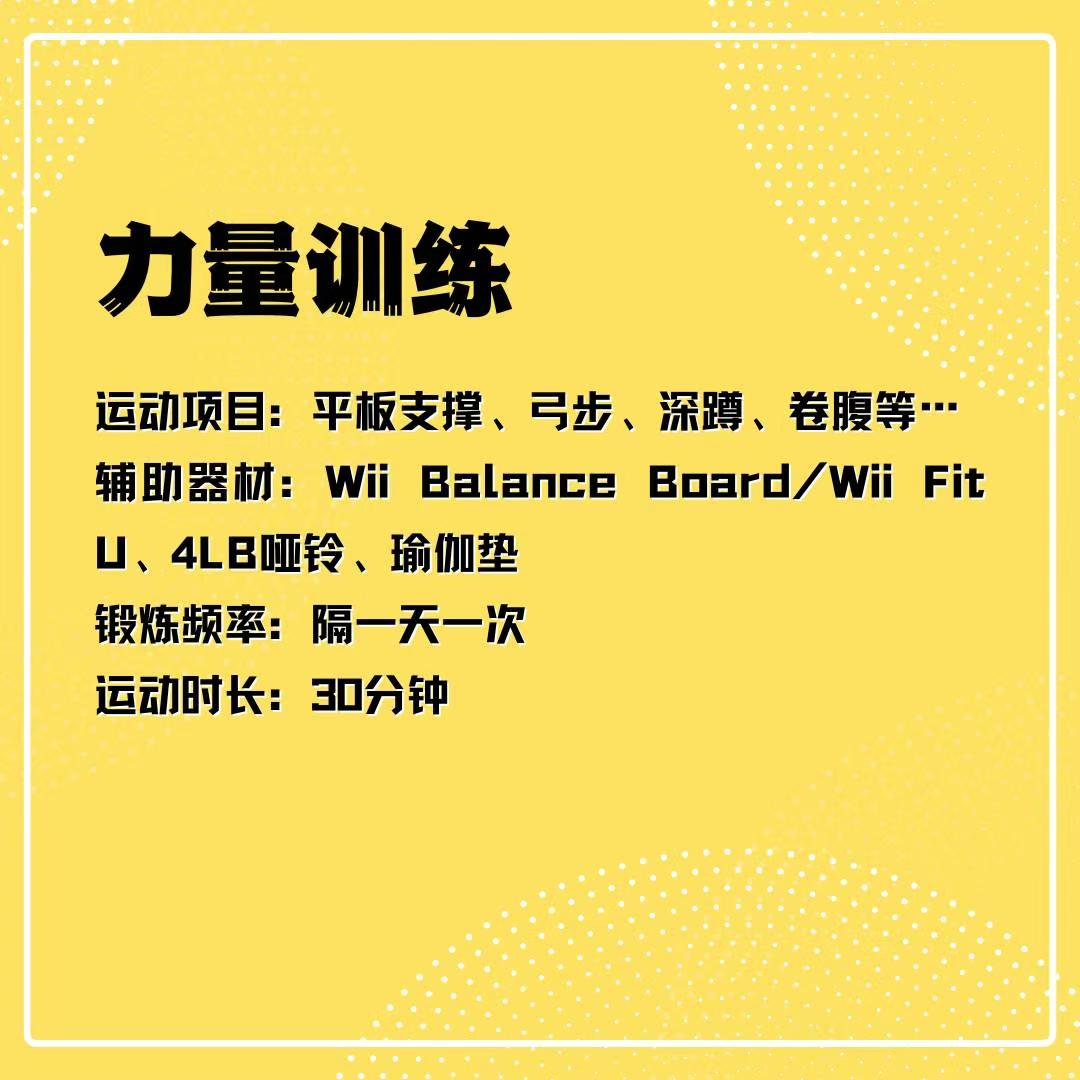 力量训练
运动项目：平板支撑、弓步、深蹲、卷腹等…
辅助器材：Wii Balance Board/Wii Fit
U、4LB哑铃、瑜伽垫
锻炼频率：隔一天一次
运动时长：30分钟